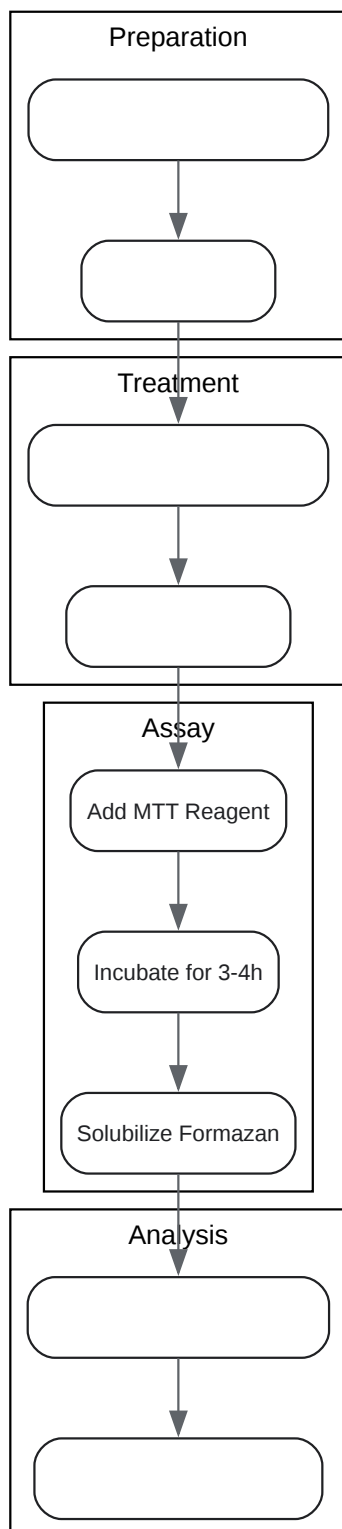 Preparation
Treatment
Assay
Add MTT Reagent
Incubate for 3-4h
Solubilize Formazan
Analysis